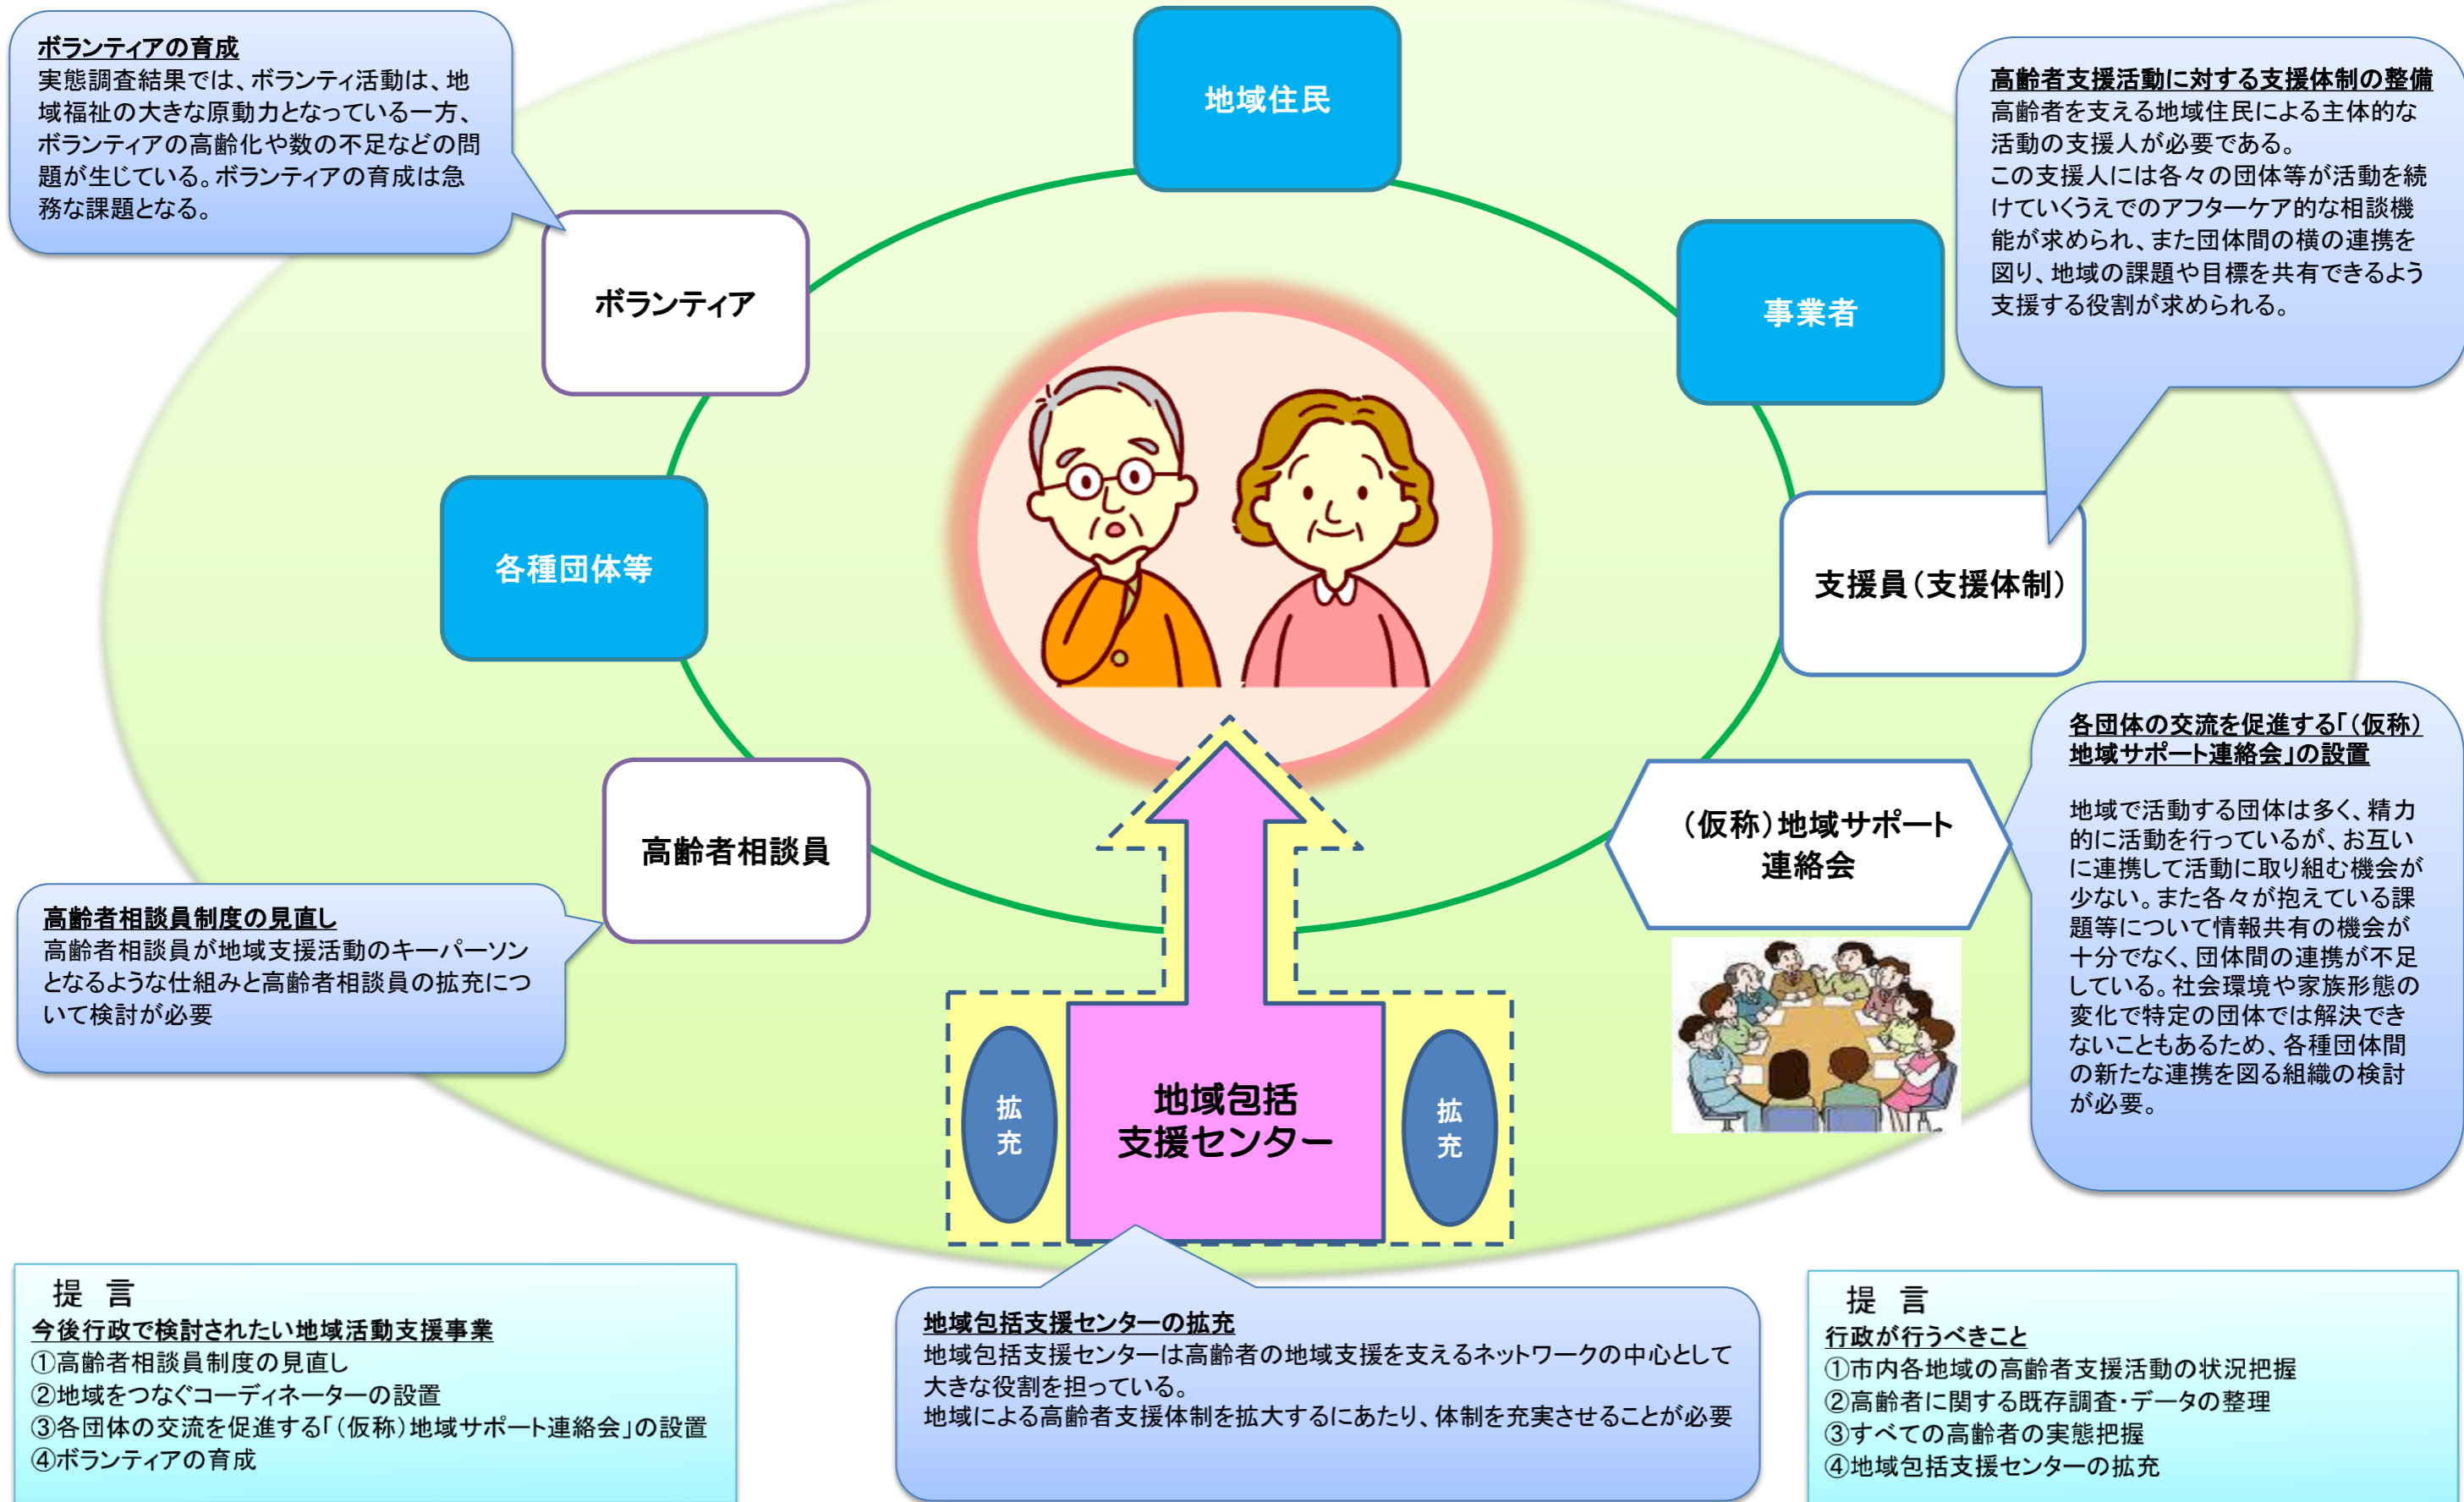 ボランティアの育成
実態調査結果では、ボランティ活動は、地
域福祉の大きな原動力となっている一方、
ボランティアの高齢化や数の不足などの問
題が生じている。ボランティアの育成は急
務な課題となる。
地域住民
高齢者支援活動に対する支援体制の整備
高齢者を支える地域住民による主体的な
活動の支援人が必要である。
この支援人には各々の団体等が活動を続
けていくうえでのアフターケア的な相談機
能が求められ、また団体間の横の連携を
図り、地域の課題や目標を共有できるよう
支援する役割が求められる。
ボランティア
事業者
各種団体等
支援員（支援体制）
高齢者相談員
（仮称）地域サポート
連絡会
各団体の交流を促進する「（仮称）
地域サポート連絡会」の設置
地域で活動する団体は多く、精力
的に活動を行っているが、お互い
に連携して活動に取り組む機会が
少ない。また各々が抱えている課
題等について情報共有の機会が
十分でなく、団体間の連携が不足
している。社会環境や家族形態の
変化で特定の団体では解決でき
ないこともあるため、各種団体間
の新たな連携を図る組織の検討
が必要。
高齢者相談員制度の見直し
高齢者相談員が地域支援活動のキーパーソン
となるような仕組みと高齢者相談員の拡充につ
いて検討が必要
拡
充
地域包括
支援センター
拡
充
提　言
今後行政で検討されたい地域活動支援事業
①高齢者相談員制度の見直し
②地域をつなぐコーディネーターの設置
③各団体の交流を促進する「（仮称）地域サポート連絡会」の設置
④ボランティアの育成
地域包括支援センターの拡充
地域包括支援センターは高齢者の地域支援を支えるネットワークの中心として
大きな役割を担っている。
地域による高齢者支援体制を拡大するにあたり、体制を充実させることが必要
提　言
行政が行うべきこと
①市内各地域の高齢者支援活動の状況把握
②高齢者に関する既存調査・データの整理
③すべての高齢者の実態把握
④地域包括支援センターの拡充